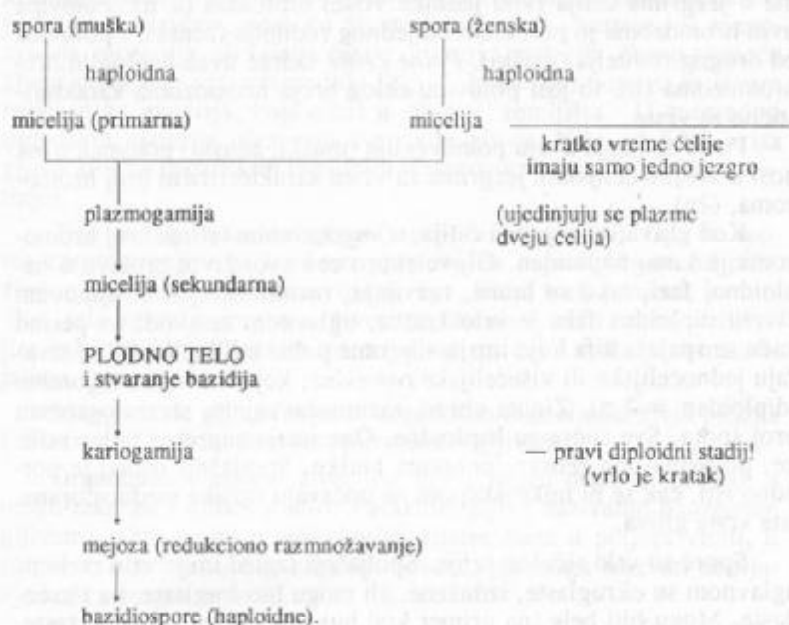 spora (muška) spora (ženska)
haploidna haploidna
micelija (primarna) micelija
kratko vreme ćelije
imaju samo jedno jezgro
plazmogamija (ujedinjuju se plazme
dveju ćelija)
micelija (sekundarna)
PLODNO TELO
i stvaranje bazidija
kariogamija — pravi diploidni stadij!
(vrlo je kratak)
mejoza (redukciono razmnožavanje)
bazidiospore (haploidne).